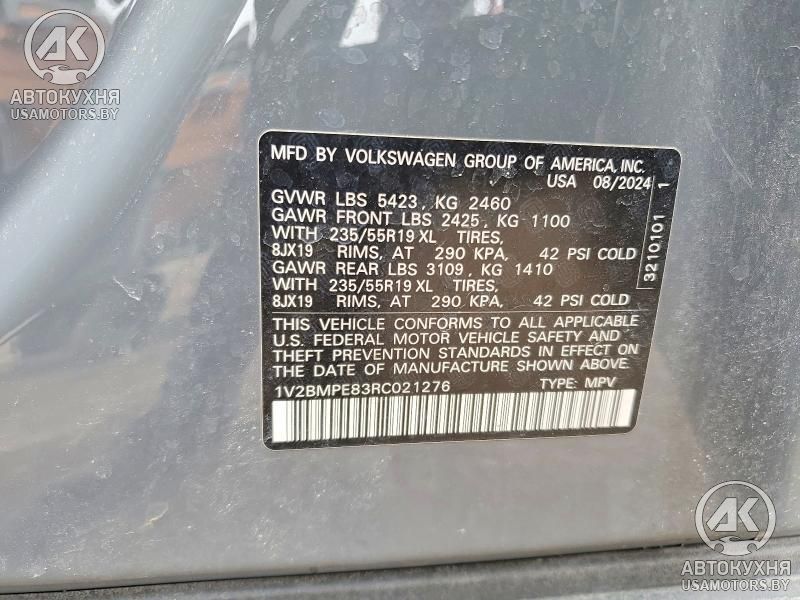 AK
АВТОКУХНЯ
USAMOTORS.BY
MFD BY VOLKSWAGEN GROUP OF AMERICA, INC.
USA 08/2024
GVWR LBS 5423 , KG 2460
GAWR FRONT LBS 2425 , KG 1100
WITH 235/55R19 XL TIRES,
8JX19 RIMS, AT 290 KPA, 42 PSI COLD
GAWR REAR LBS 3109 , KG 1410
WITH 235/55R19 XL TIRES,
8JX19 RIMS, AT 290 KPA, 42 PSI COLD
THIS VEHICLE CONFORMS TO ALL APPLICABLE
U.S. FEDERAL MOTOR VEHICLE SAFETY AND
THEFT PREVENTION STANDARDS IN EFFECT ON
THE DATE OF MANUFACTURE SHOWN ABOVE.
1V2BMPE83RC021276 TYPE: MPV
3210101 1
AK
АВТОКУХНЯ
USAMOTORS.BY